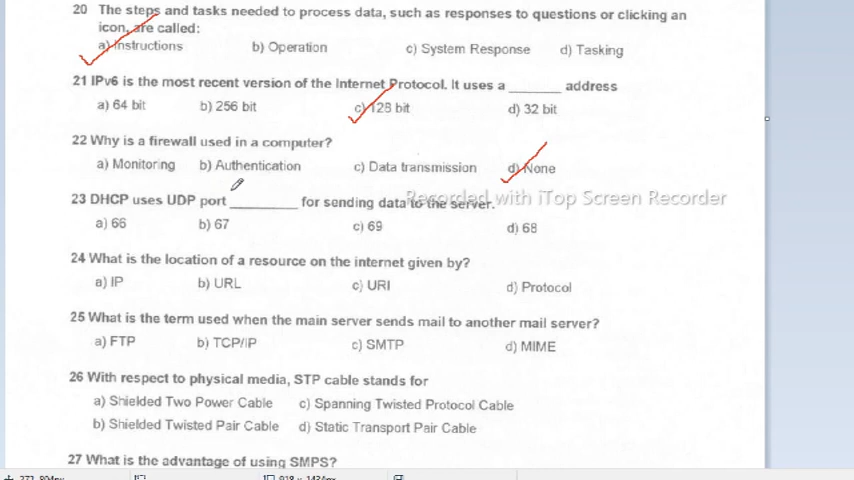 20 The steps and tasks needed to process data, such as responses to questions or clicking an
icon, are called:
a) Instructions b) Operation c) System Response d) Tasking
21 IPv6 is the most recent version of the Internet Protocol. It uses a _______ address
a) 64 bit b) 256 bit c) 128 bit d) 32 bit
22 Why is a firewall used in a computer?
a) Monitoring b) Authentication c) Data transmission d) None
Recorded with iTop Screen Recorder
23 DHCP uses UDP port _________ for sending data to the server.
a) 66 b) 67 c) 69 d) 68
24 What is the location of a resource on the internet given by?
a) IP b) URL c) URI d) Protocol
25 What is the term used when the main server sends mail to another mail server?
a) FTP b) TCP/IP c) SMTP d) MIME
26 With respect to physical media, STP cable stands for
a) Shielded Two Power Cable c) Spanning Twisted Protocol Cable
b) Shielded Twisted Pair Cable d) Static Transport Pair Cable
27 What is the advantage of using SMPS?